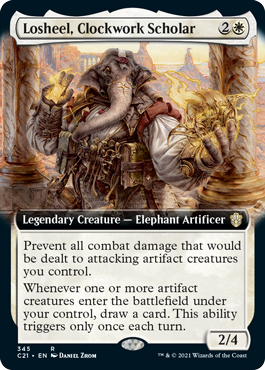 Losheel, Clockwork Scholar 2
Legendary Creature — Elephant Artificer
Prevent all combat damage that
would be dealt to attacking artifact
creatures you control.
Whenever one or more artifact
creatures enter the battlefield under
your control, draw a card. This ability
triggers only once each turn.
2/4
345 R
C21 • EN Daniel Zrom
™ & © 2021 Wizards of the Coast